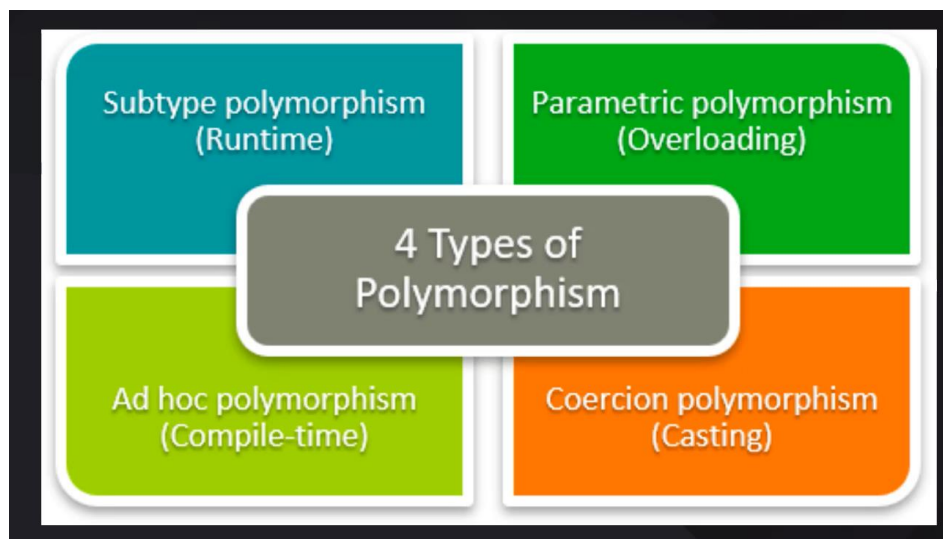 Subtype polymorphism
(Runtime)
Parametric polymorphism
(Overloading)
4 Types of
Polymorphism
Ad hoc polymorphism
(Compile-time)
Coercion polymorphism
(Casting)